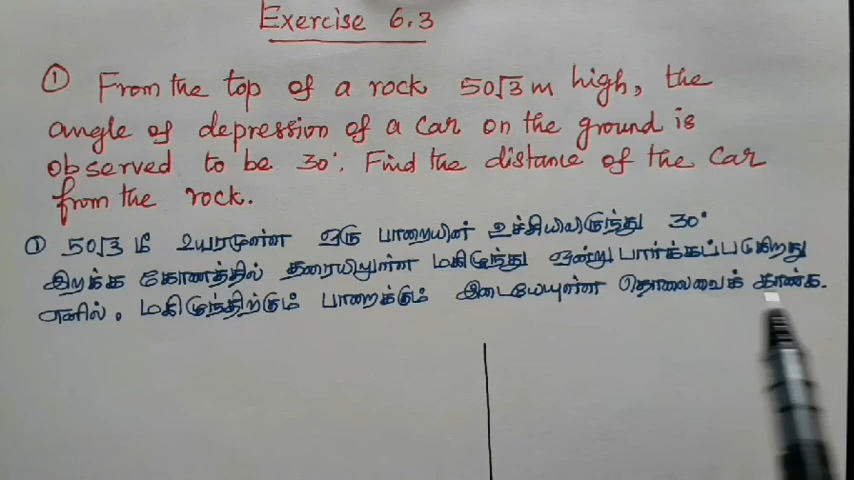 Exercise 6.3
① From the top of a rock 50√3 m high, the
angle of depression of a car on the ground is
observed to be 30°. Find the distance of the car
from the rock.
① 50√3 மீ உயரமுள்ள ஒரு பாறையின் உச்சியிலிருந்து 30°
இறக்க கோணத்தில் தரையிலுள்ள மகிழுந்து ஒன்று பார்க்கப்படுகிறது
எனில், மகிழுந்திற்கும் பாறைக்கும் இடையேயுள்ள தொலைவைக் காண்க.